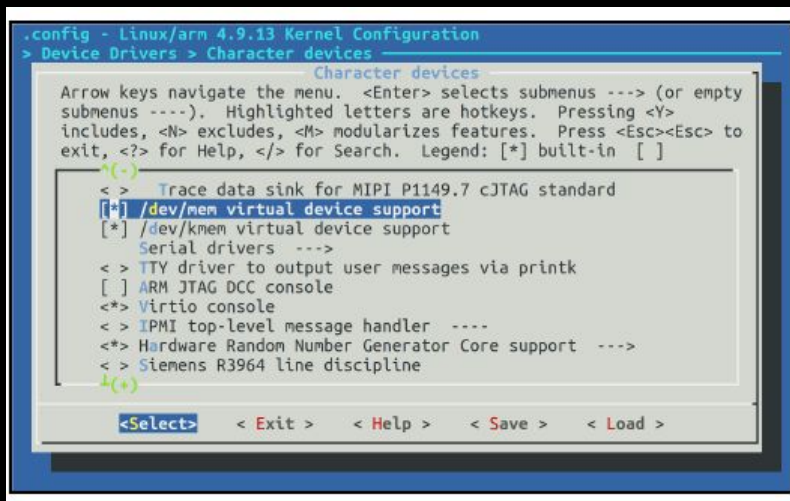 .config - Linux/arm 4.9.13 Kernel Configuration
> Device Drivers > Character devices
Character devices
Arrow keys navigate the menu. <Enter> selects submenus ---> (or empty
submenus ----). Highlighted letters are hotkeys. Pressing <Y>
includes, <N> excludes, <M> modularizes features. Press <Esc><Esc> to
exit, <?> for Help, </> for Search. Legend: [*] built-in [ ]
^(-)
< > Trace data sink for MIPI P1149.7 cJTAG standard
[*] /dev/mem virtual device support
[*] /dev/kmem virtual device support
Serial drivers --->
< > TTY driver to output user messages via printk
[ ] ARM JTAG DCC console
<*> Virtio console
< > IPMI top-level message handler ----
<*> Hardware Random Number Generator Core support --->
< > Siemens R3964 line discipline
┴(+)
<Select> < Exit > < Help > < Save > < Load >